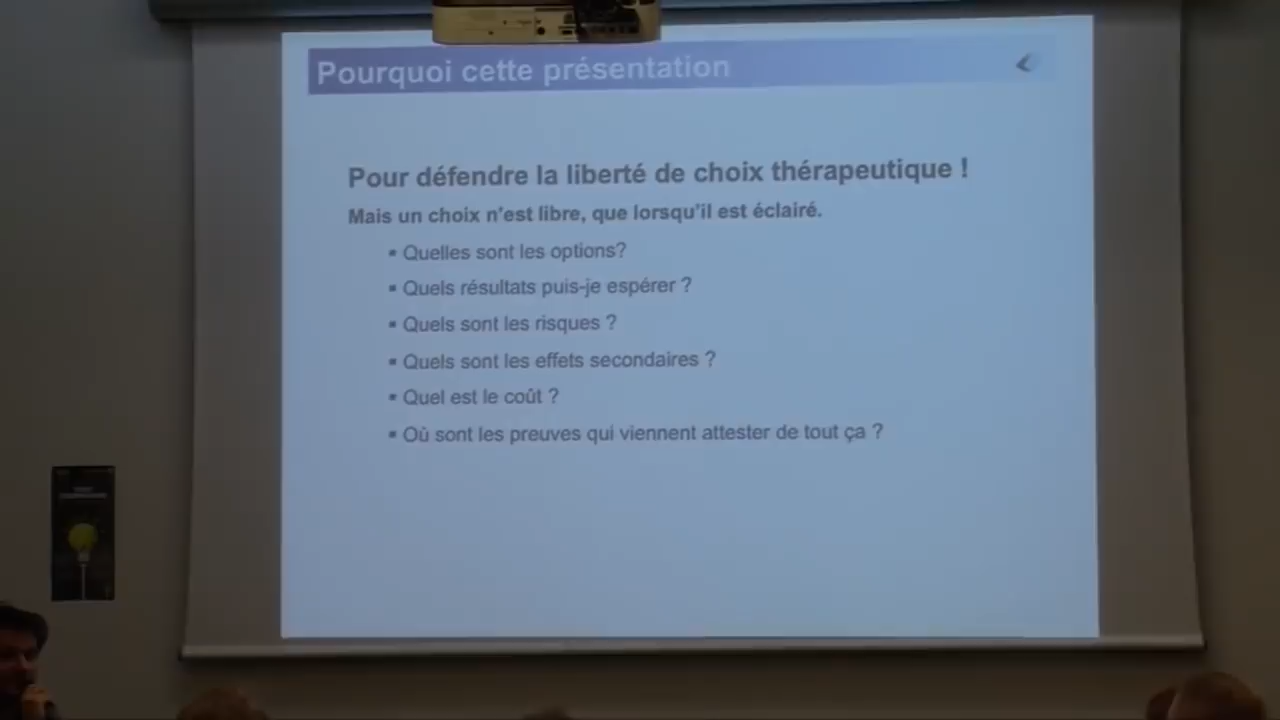 Pourquoi cette présentation
Pour défendre la liberté de choix thérapeutique !
Mais un choix n'est libre, que lorsqu'il est éclairé.
▪ Quelles sont les options?
▪ Quels résultats puis-je espérer ?
▪ Quels sont les risques ?
▪ Quels sont les effets secondaires ?
▪ Quel est le coût ?
▪ Où sont les preuves qui viennent attester de tout ça ?